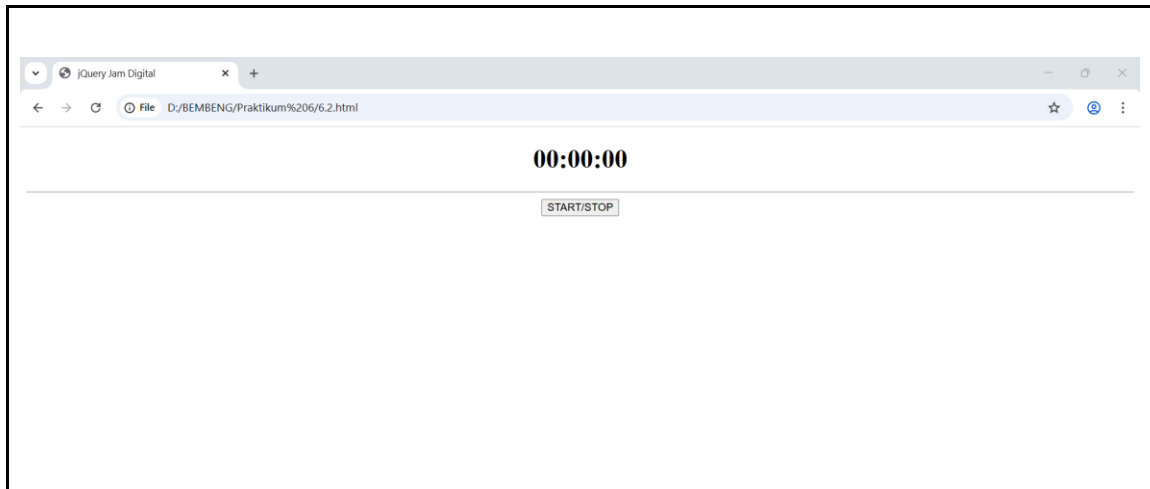 jQuery Jam Digital
File D:/BEMBENG/Praktikum%206/6.2.html
00:00:00
START/STOP